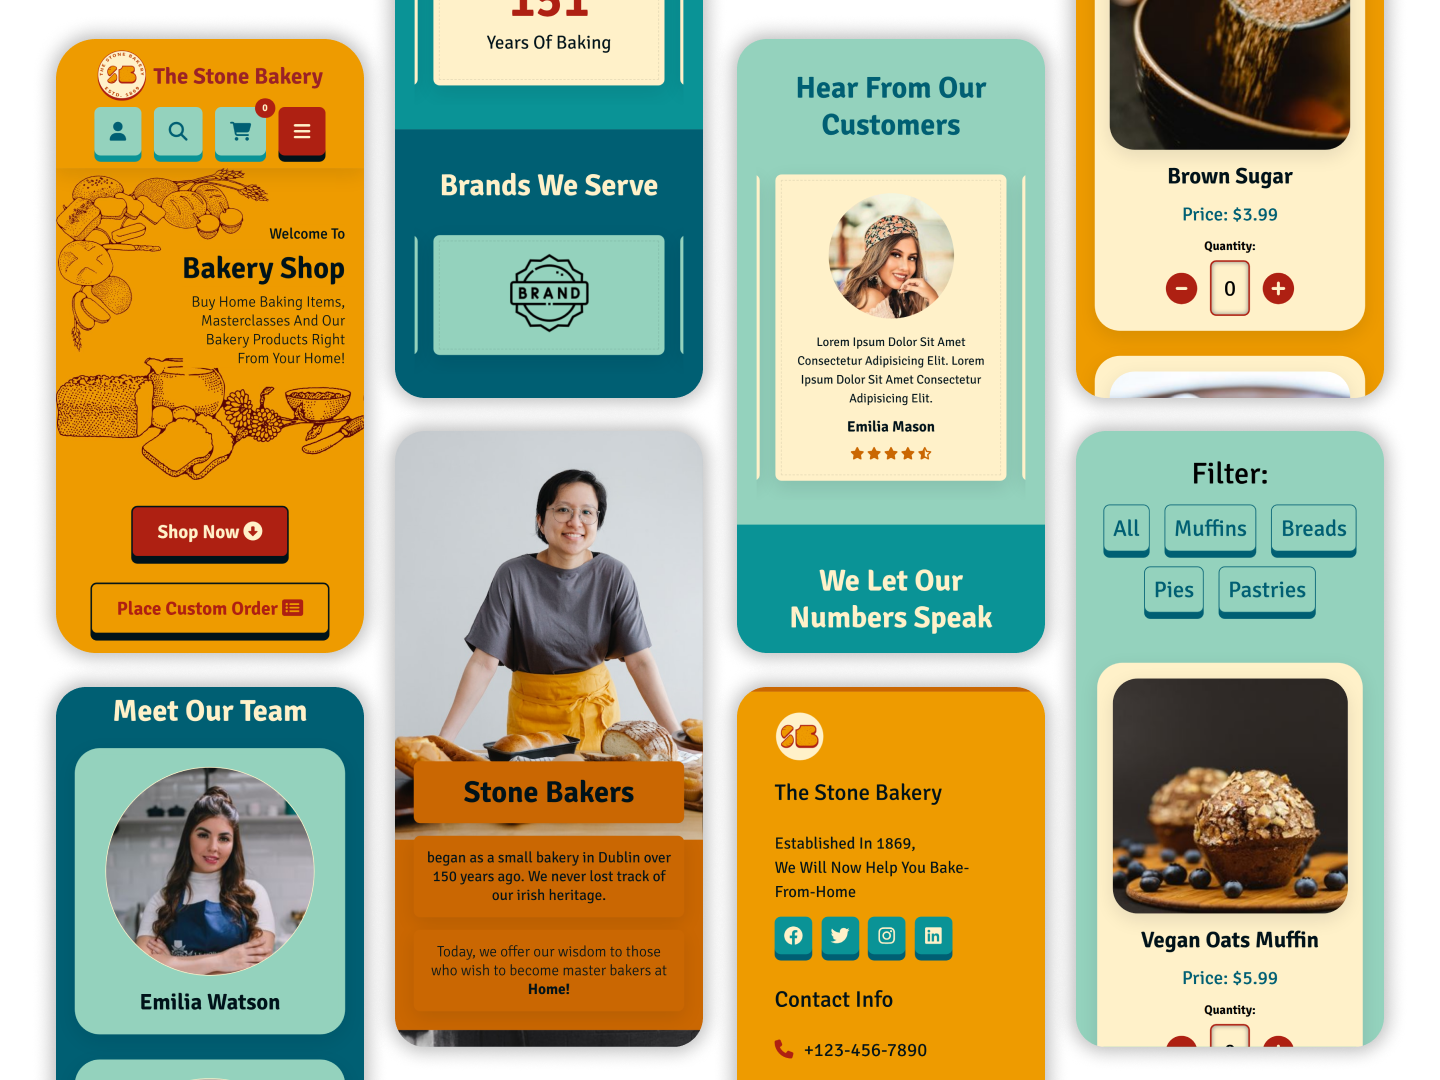 THE STONE BAKERY
SB
ESTD. 1869
The Stone Bakery
0
Welcome To
Bakery Shop
Buy Home Baking Items,
Masterclasses And Our
Bakery Products Right
From Your Home!
Shop Now
Place Custom Order
Meet Our Team
Emilia Watson
151
Years Of Baking
Brands We Serve
BRAND
Stone Bakers
began as a small bakery in Dublin over
150 years ago. We never lost track of
our irish heritage.
Today, we offer our wisdom to those
who wish to become master bakers at
Home!
Hear From Our
Customers
Lorem Ipsum Dolor Sit Amet
Consectetur Adipisicing Elit. Lorem
Ipsum Dolor Sit Amet Consectetur
Adipisicing Elit.
Emilia Mason
We Let Our
Numbers Speak
SB
The Stone Bakery
Established In 1869,
We Will Now Help You Bake-
From-Home
Contact Info
+123-456-7890
Brown Sugar
Price: $3.99
Quantity:
0
Filter:
All
Muffins
Breads
Pies
Pastries
Vegan Oats Muffin
Price: $5.99
Quantity: